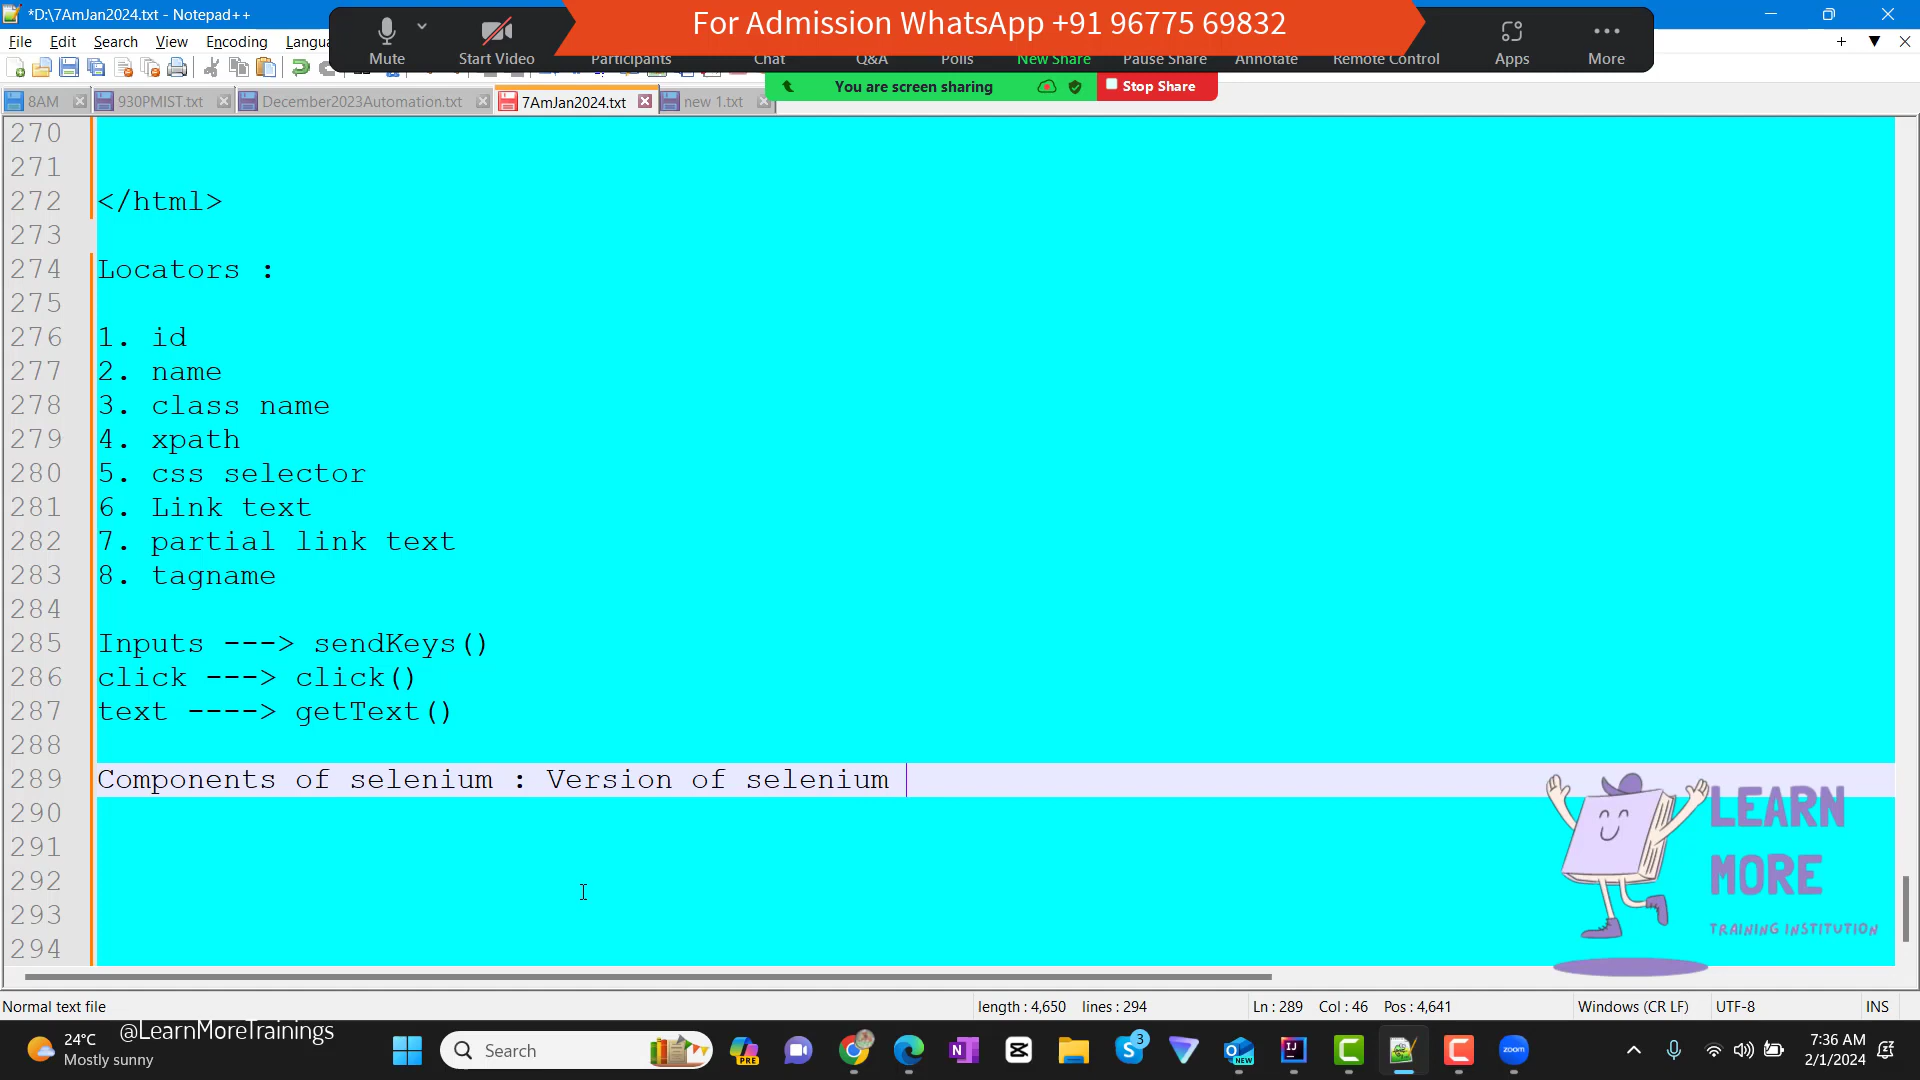 *D:\7AmJan2024.txt - Notepad++
For Admission WhatsApp +91 96775 69832
File Edit Search View Encoding Langu
Mute Start Video Participants Chat Q&A Polls New Share Pause Share Annotate Remote Control Apps More
You are screen sharing Stop Share
8AM 930PMIST.txt December2023Automation.txt 7AmJan2024.txt new 1.txt
270
271
272 </html>
273
274 Locators :
275
276 1. id
277 2. name
278 3. class name
279 4. xpath
280 5. css selector
281 6. Link text
282 7. partial link text
283 8. tagname
284
285 Inputs ---> sendKeys()
286 click ---> click()
287 text ----> getText()
288
289 Components of selenium : Version of selenium
290
291
292
293
294
LEARN
MORE
TRAINING INSTITUTION
Normal text file length : 4,650 lines : 294 Ln : 289 Col : 46 Pos : 4,641 Windows (CR LF) UTF-8 INS
24°C
Mostly sunny
@LearnMoreTrainings
Search
PRE
NEW
3
zoom
7:36 AM
2/1/2024